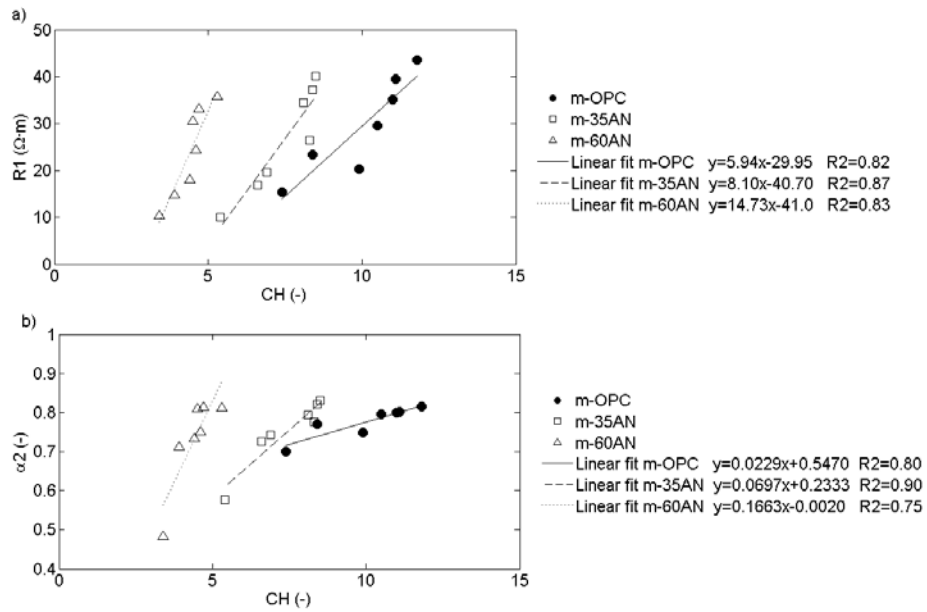 a)
50
40
30
20
10
0
R1 (Ω·m)
0 5 10 15
CH (-)
m-OPC
m-35AN
m-60AN
Linear fit m-OPC y=5.94x-29.95 R2=0.82
Linear fit m-35AN y=8.10x-40.70 R2=0.87
Linear fit m-60AN y=14.73x-41.0 R2=0.83
b)
1
0.9
0.8
0.7
0.6
0.5
0.4
α2 (-)
0 5 10 15
CH (-)
m-OPC
m-35AN
m-60AN
Linear fit m-OPC y=0.0229x+0.5470 R2=0.80
Linear fit m-35AN y=0.0697x+0.2333 R2=0.90
Linear fit m-60AN y=0.1663x-0.0020 R2=0.75